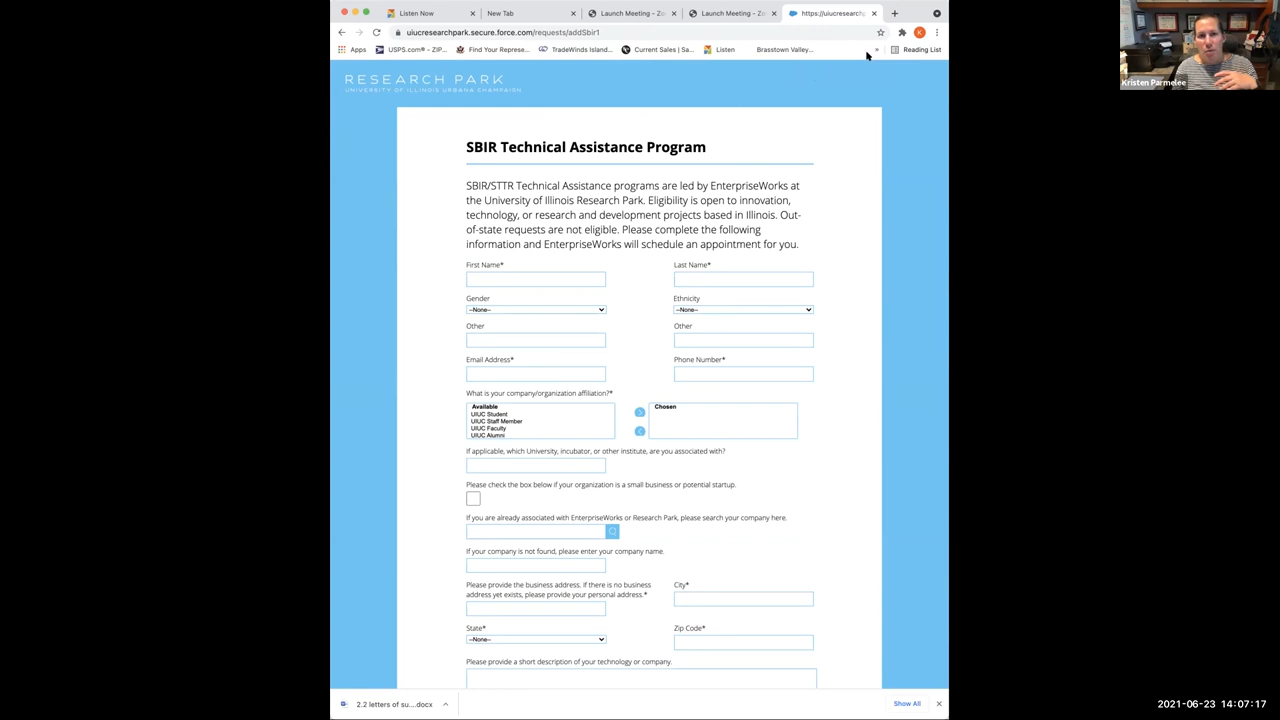 Listen Now
New Tab
Launch Meeting - Zo
Launch Meeting - Zo
https://uiucresearchp
uiucresearchpark.secure.force.com/requests/addSbir1
K
Apps
USPS.com® - ZIP...
Find Your Represe...
TradeWinds Island...
Current Sales | Sa...
Listen
Brasstown Valley...
»
Reading List
RESEARCH PARK
UNIVERSITY OF ILLINOIS URBANA CHAMPAIGN
SBIR Technical Assistance Program
SBIR/STTR Technical Assistance programs are led by EnterpriseWorks at
the University of Illinois Research Park. Eligibility is open to innovation,
technology, or research and development projects based in Illinois. Out-
of-state requests are not eligible. Please complete the following
information and EnterpriseWorks will schedule an appointment for you.
First Name*
Last Name*
Gender
Ethnicity
--None--
--None--
Other
Other
Email Address*
Phone Number*
What is your company/organization affiliation?*
Available
Chosen
UIUC Student
UIUC Staff Member
UIUC Faculty
UIUC Alumni
If applicable, which University, incubator, or other institute, are you associated with?
Please check the box below if your organization is a small business or potential startup.
If you are already associated with EnterpriseWorks or Research Park, please search your company here.
If your company is not found, please enter your company name.
Please provide the business address. if there is no business
address yet exists, please provide your personal address.*
City*
State*
Zip Code*
--None--
Please provide a short description of your technology or company.
2.2 letters of su....docx
Show All
Kristen Parmelee
2021-06-23 14:07:17